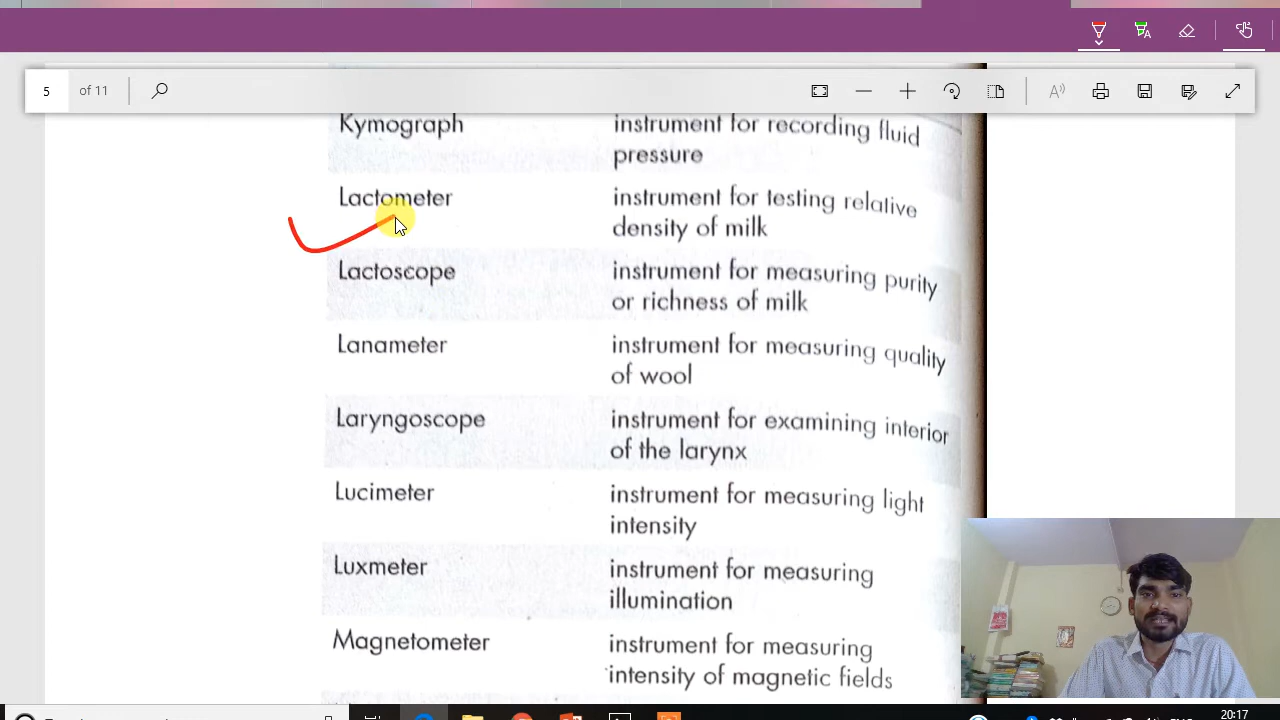 5 of 11
Kymograph instrument for recording fluid
pressure
Lactometer instrument for testing relative
density of milk
Lactoscope instrument for measuring purity
or richness of milk
Lanameter instrument for measuring quality
of wool
Laryngoscope instrument for examining interior
of the larynx
Lucimeter instrument for measuring light
intensity
Luxmeter instrument for measuring
illumination
Magnetometer instrument for measuring
intensity of magnetic fields
20:17